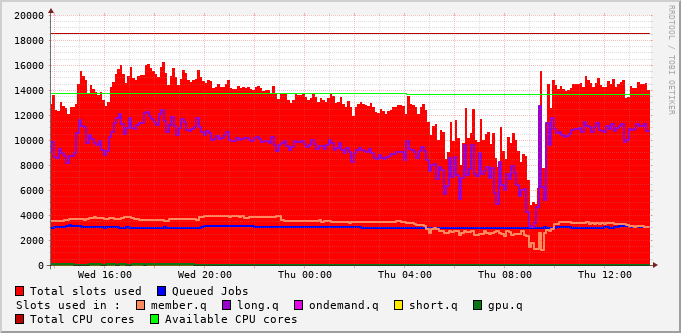 20000
18000
16000
14000
12000
10000
8000
6000
4000
2000
0
Wed 16:00 Wed 20:00 Thu 00:00 Thu 04:00 Thu 08:00 Thu 12:00
Total slots used Queued Jobs
Slots used in : member.q long.q ondemand.q short.q gpu.q
Total CPU cores Available CPU cores
RRDTOOL / TOBI OETIKER